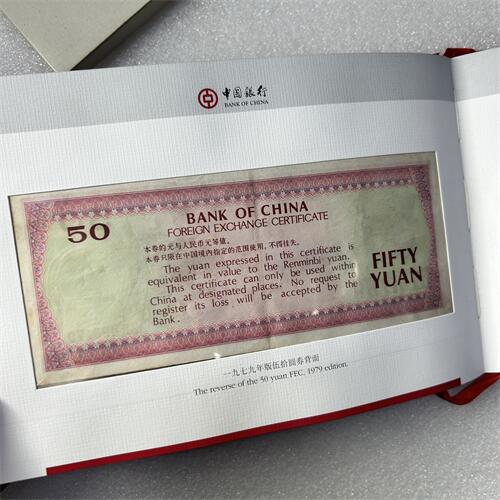 中国银行
BANK OF CHINA
50
BANK OF CHINA
FOREIGN EXCHANGE CERTIFICATE
本券的元与人民币元等值。
本券只限在中国境内指定的范围使用，不得挂失。
The yuan expressed in this certificate is
equivalent in value to the Renminbi yuan.
This certificate can only be used within
China at designated places. No request to
register its loss will be accepted by the
Bank.
FIFTY
YUAN
一九七九年版伍拾圆券背面
The reverse of the 50 yuan FEC, 1979 edition.